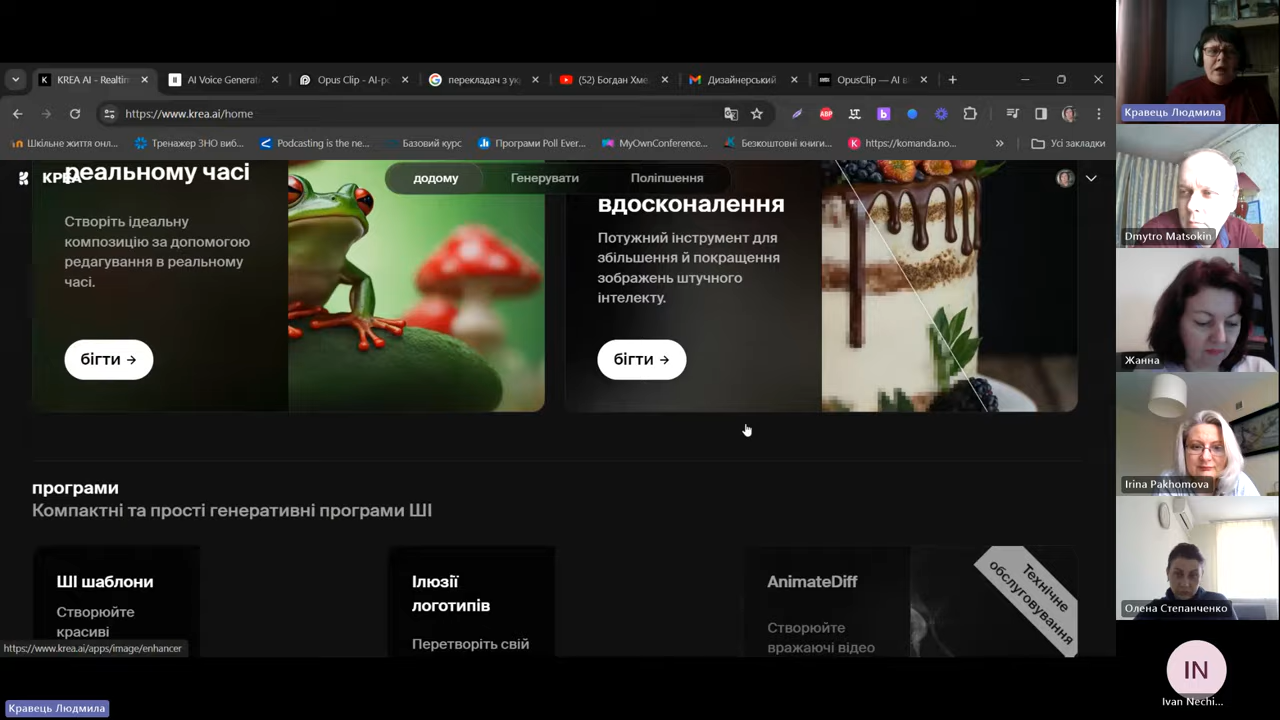 KREA AI - Realtin
AI Voice Generat
Opus Clip - AI-po
перекладач з ук
(52) Богдан Хме
Дизайнерський
OpusClip — AI в
https://www.krea.ai/home
Шкільне життя онл...
Тренажер ЗНО виб...
Podcasting is the ne...
Базовий курс
Програми Poll Ever...
MyOwnConference...
Безкоштовні книги...
https://komanda.no...
»
Усі закладки
KPEA
додому
Генерувати
Поліпшення
реальному часі
Створіть ідеальну
композицію за допомогою
редагування в реальному
часі.
бігти →
вдосконалення
Потужний інструмент для
збільшення й покращення
зображень штучного
інтелекту.
бігти →
програми
Компактні та прості генеративні програми ШІ
ШІ шаблони
Створюйте
красиві
Ілюзії
логотипів
Перетворіть свій
AnimateDiff
Створюйте
вражаючі відео
Технічне
обслуговування
https://www.krea.ai/apps/image/enhancer
Кравець Людмила
Кравець Людмила
Dmytro Matsokin
Жанна
Irina Pakhomova
Олена Степанченко
IN
Ivan Nechi...